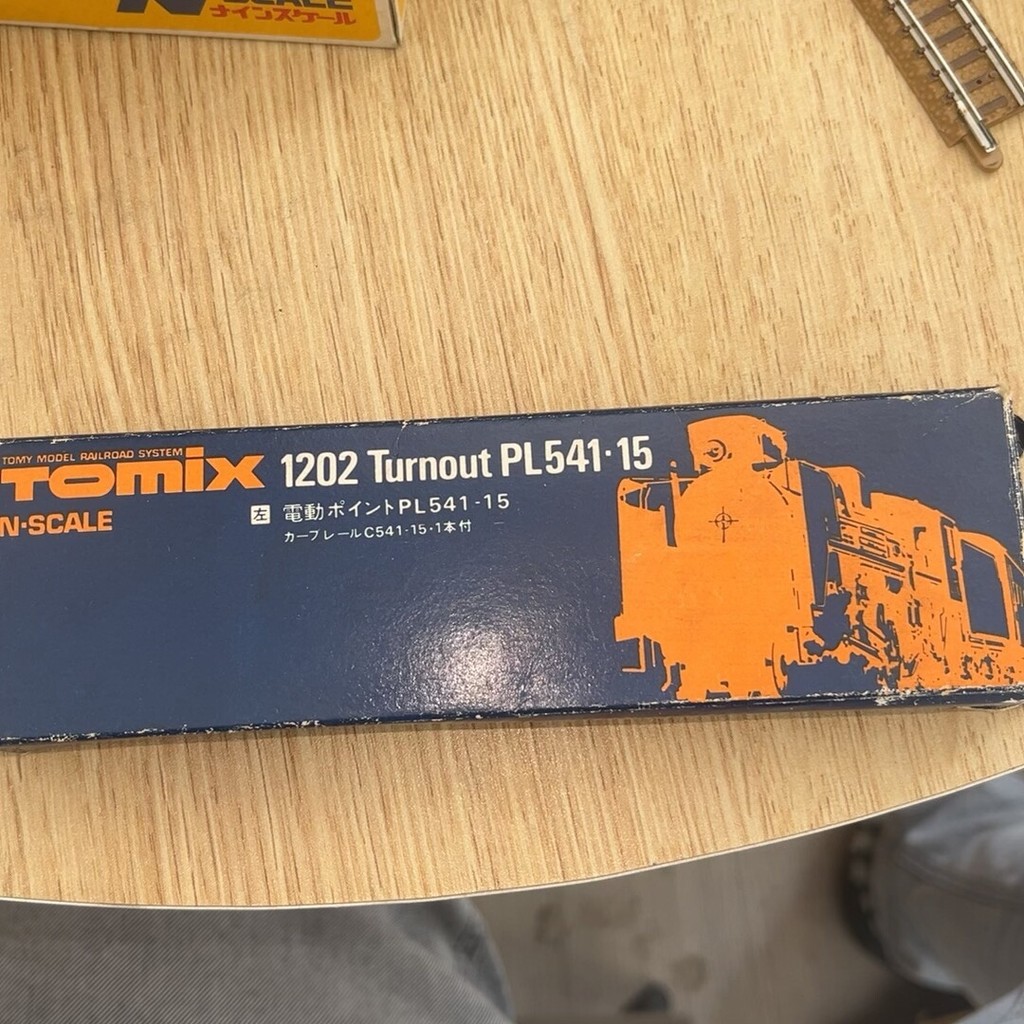 SCALE
ナインスケール
TOMY MODEL RAILROAD SYSTEM
TOMIX
1202 Turnout PL541·15
N·SCALE
左 電動ポイントPL541-15
カーブレールC541-15·1本付